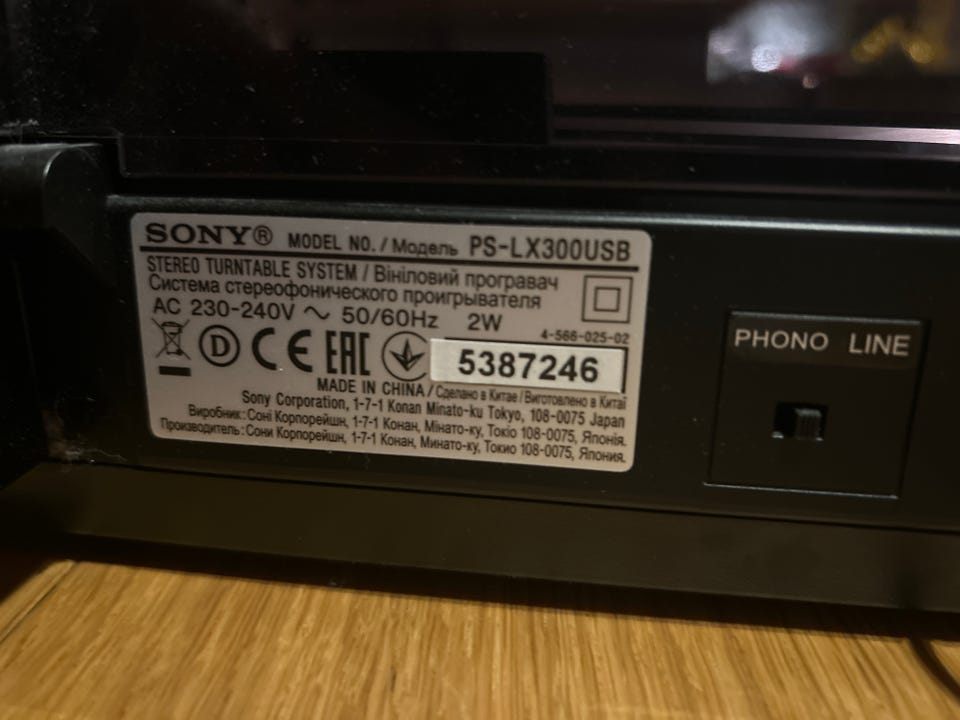 SONY® MODEL NO. / Модель PS-LX300USB
STEREO TURNTABLE SYSTEM / Вініловий програвач
Система стереофонического проигрывателя
AC 230-240V ~ 50/60Hz 2W
4-566-025-02
D CE EAC 5387246
MADE IN CHINA / Сделано в Китае / Виготовлено в Китаї
Sony Corporation, 1-7-1 Konan Minato-ku Tokyo, 108-0075 Japan
Виробник: Соні Корпорейшн, 1-7-1 Конан, Мінато-ку, Токіо 108-0075, Японія.
Производитель: Сони Корпорейшн, 1-7-1 Конан, Минато-ку, Токио 108-0075, Япония.
PHONO LINE